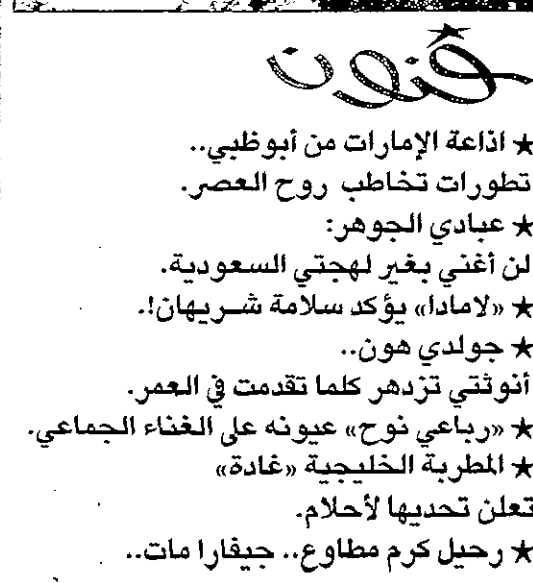 فنون
★ اذاعة الإمارات من أبوظبي..
تطورات تخاطب روح العصر.
★ عبادي الجوهر:
لن أغني بغير لهجتي السعودية.
★ «لامادا» يؤكد سلامة شريهان!.
★ جولدي هون..
أنوثتي تزدهر كلما تقدمت في العمر.
★ «رباعي نوح» عيونه على الغناء الجماعي.
★ المطربة الخليجية «غادة»
تعلن تحديها لأحلام.
★ رحيل كرم مطاوع.. جيفارا مات..